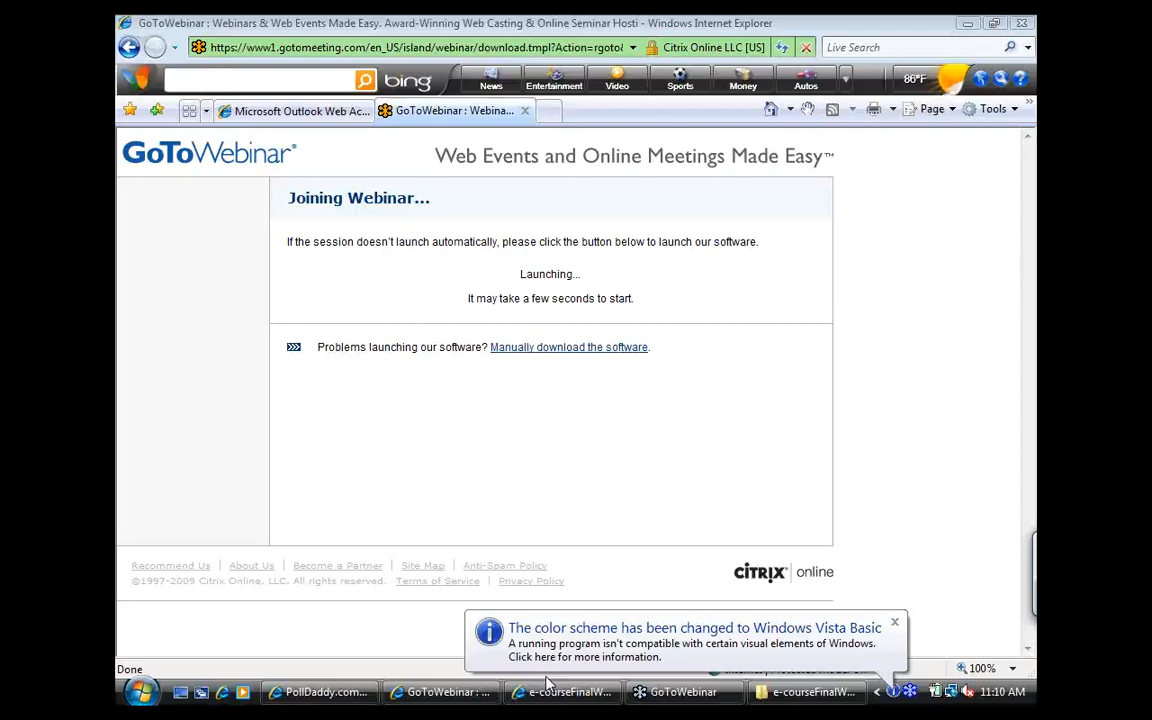 GoToWebinar : Webinars & Web Events Made Easy. Award-Winning Web Casting & Online Seminar Hosti - Windows Internet Explorer
https://www1.gotomeeting.com/en_US/island/webinar/download.tmpl?Action=rgoto& Citrix Online LLC [US] Live Search
bing News Entertainment Video Sports Money Autos 86°F
Microsoft Outlook Web Ac... GoToWebinar : Webina... Page Tools
GoToWebinar® Web Events and Online Meetings Made Easy™
Joining Webinar...
If the session doesn't launch automatically, please click the button below to launch our software.
Launching...
It may take a few seconds to start.
Problems launching our software? Manually download the software.
Recommend Us | About Us | Become a Partner | Site Map | Anti-Spam Policy
©1997-2009 Citrix Online, LLC. All rights reserved. Terms of Service | Privacy Policy
CITRIX® online
The color scheme has been changed to Windows Vista Basic
A running program isn't compatible with certain visual elements of Windows.
Click here for more information.
Done 100%
PollDaddy.com... GoToWebinar : ... e-courseFinalW... GoToWebinar e-courseFinalW... 11:10 AM